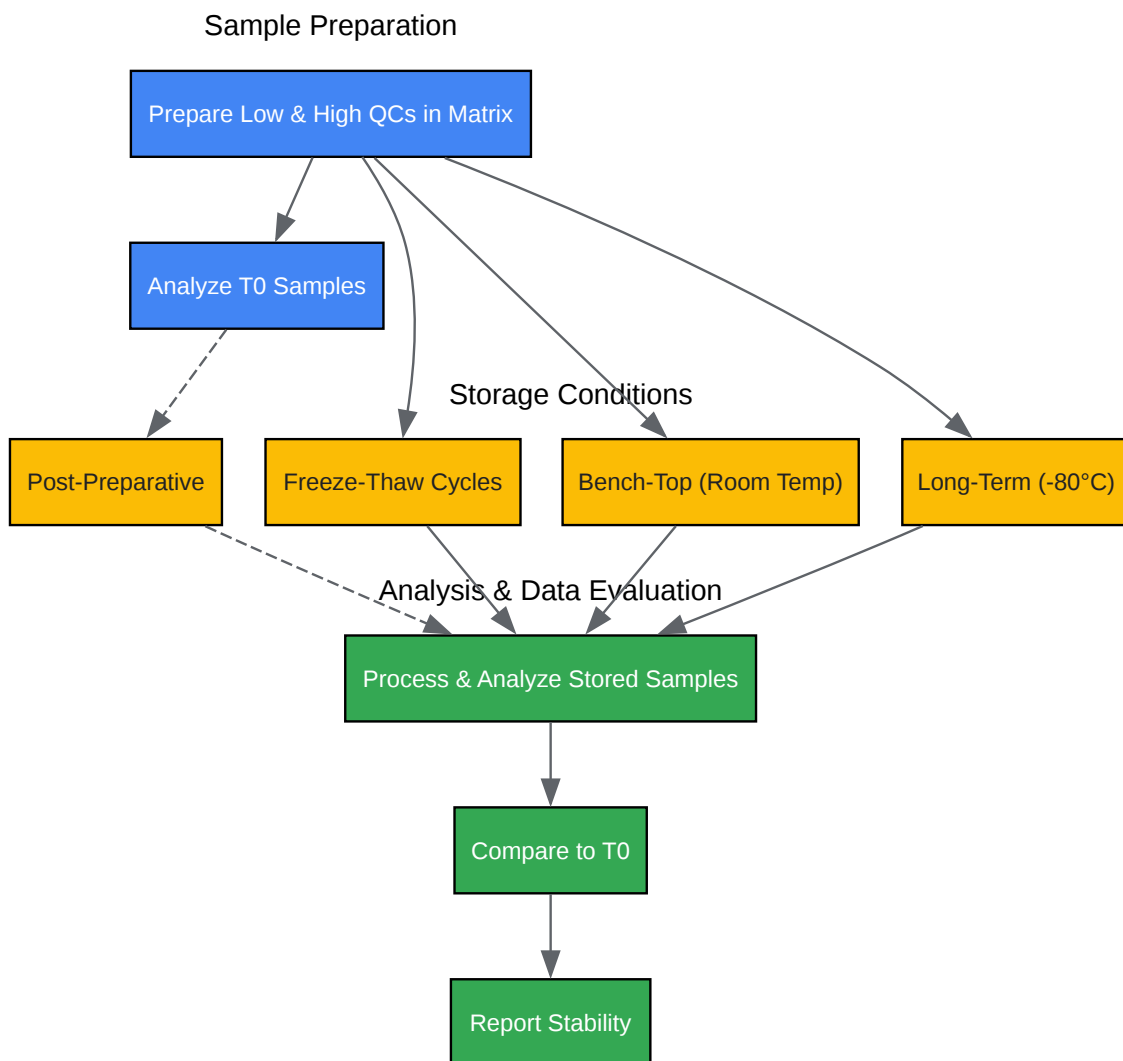 Sample Preparation
Prepare Low & High QCs in Matrix
Analyze T0 Samples
Storage Conditions
Post-Preparative
Freeze-Thaw Cycles
Bench-Top (Room Temp)
Long-Term (-80°C)
Analysis & Data Evaluation
Process & Analyze Stored Samples
Compare to T0
Report Stability